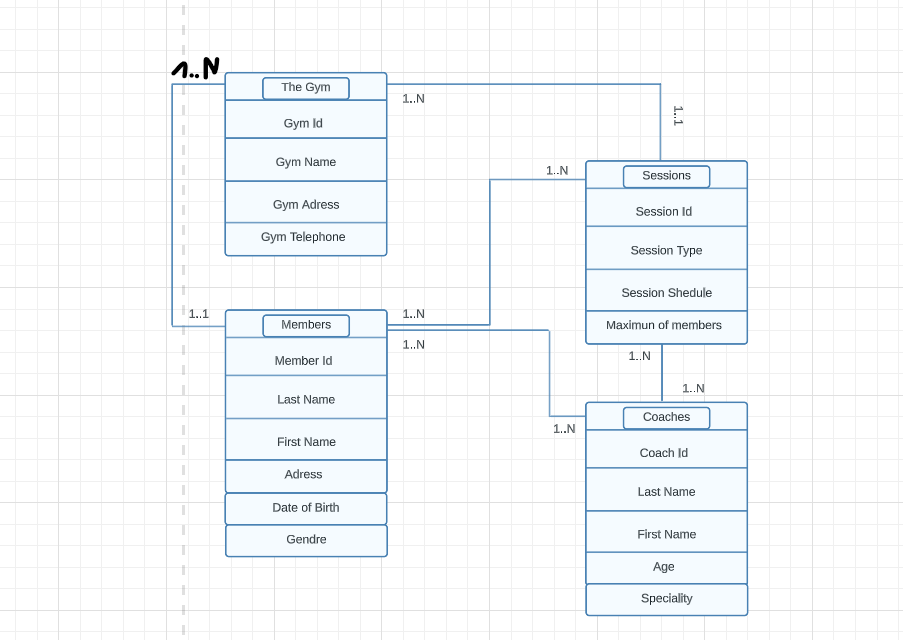 1..N
The Gym
1..N
Gym Id
Gym Name
Gym Adress
Gym Telephone
1..1
1..N
Sessions
Session Id
Session Type
Session Shedule
Maximun of members
1..1
1..N
1..N
Members
Member Id
Last Name
First Name
Adress
Date of Birth
Gendre
1..N
1..N
1..N
Coaches
Coach Id
Last Name
First Name
Age
Speciality